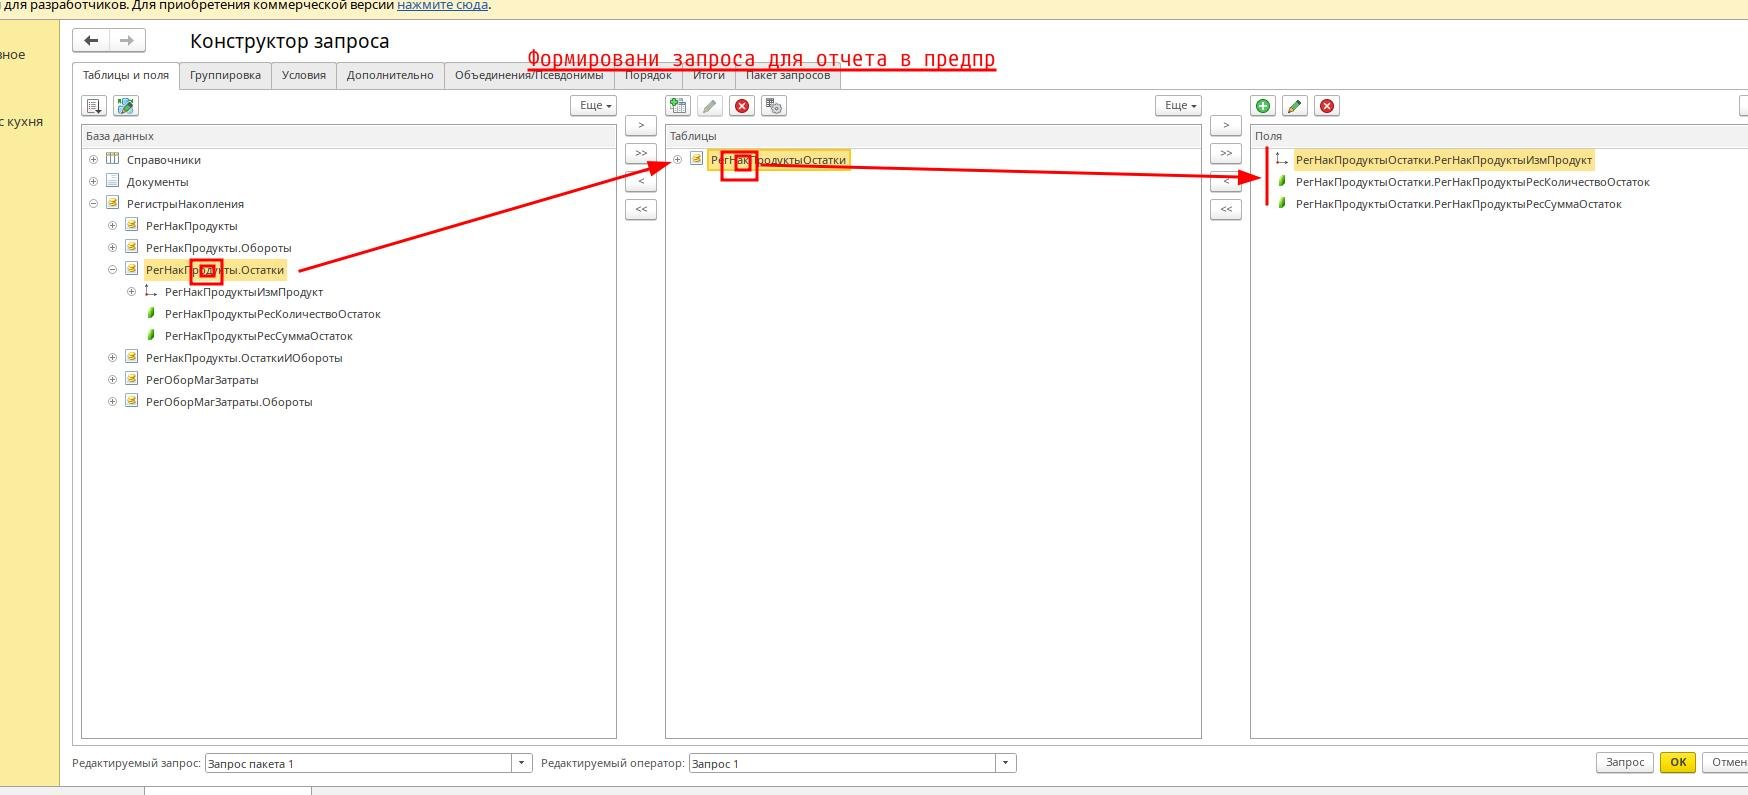 для разработчиков. Для приобретения коммерческой версии нажмите сюда.
Конструктор запроса
Формировани запроса для отчета в предпр
Таблицы и поля Группировка Условия Дополнительно Объединения/Псевдонимы Порядок Итоги Пакет запросов
Еще
Еще
База данных
Справочники
Документы
РегистрыНакопления
РегНакПродукты
РегНакПродукты.Обороты
РегНакПродукты.Остатки
РегНакПродуктыИзмПродукт
РегНакПродуктыРесКоличествоОстаток
РегНакПродуктыРесСуммаОстаток
РегНакПродукты.ОстаткиИОбороты
РегОборМагЗатраты
РегОборМагЗатраты.Обороты
>
>>
<
<<
Таблицы
РегНакПродуктыОстатки
>
>>
<
<<
Поля
РегНакПродуктыОстатки.РегНакПродуктыИзмПродукт
РегНакПродуктыОстатки.РегНакПродуктыРесКоличествоОстаток
РегНакПродуктыОстатки.РегНакПродуктыРесСуммаОстаток
с кухня
Редактируемый запрос: Запрос пакета 1 Редактируемый оператор: Запрос 1 Запрос ОК Отмен